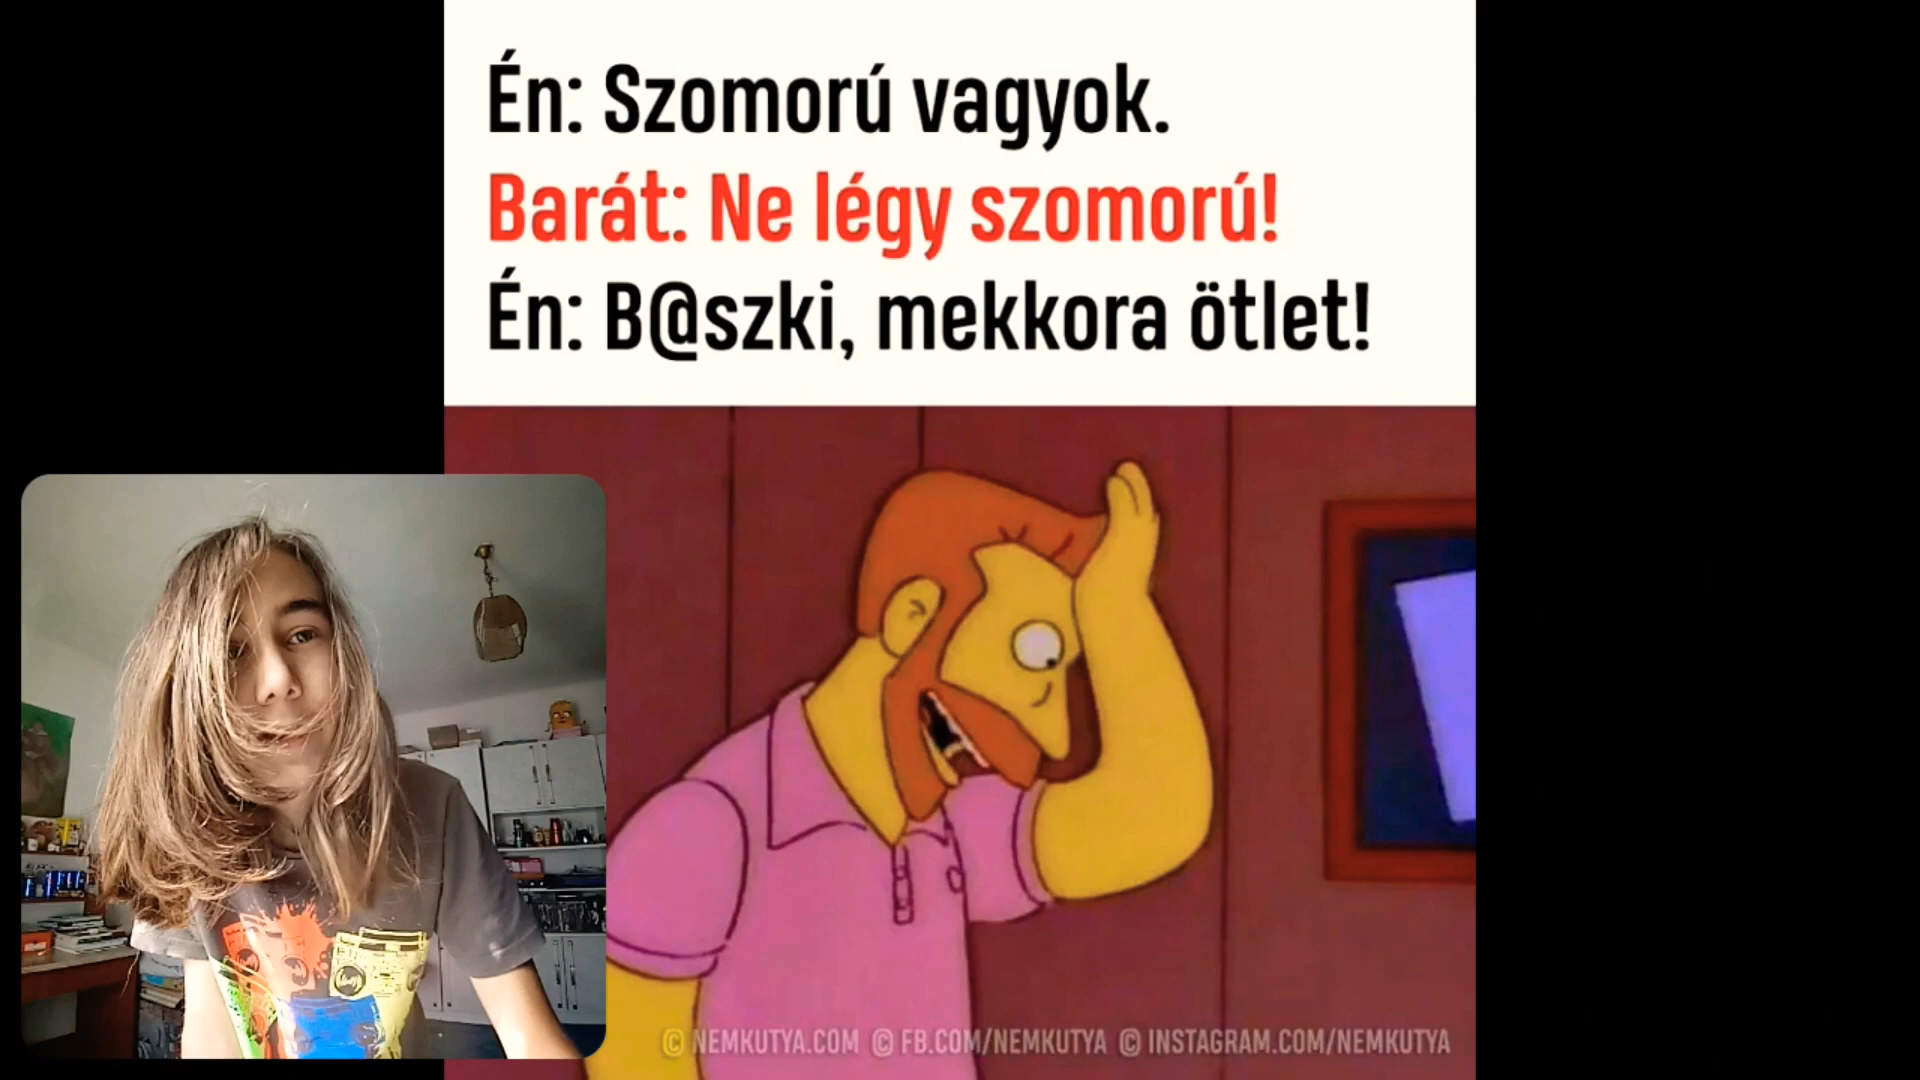 Én: Szomorú vagyok.
Barát: Ne légy szomorú!
Én: B@szki, mekkora ötlet!
© NEMKUTYA.COM © FB.COM/NEMKUTYA © INSTAGRAM.COM/NEMKUTYA